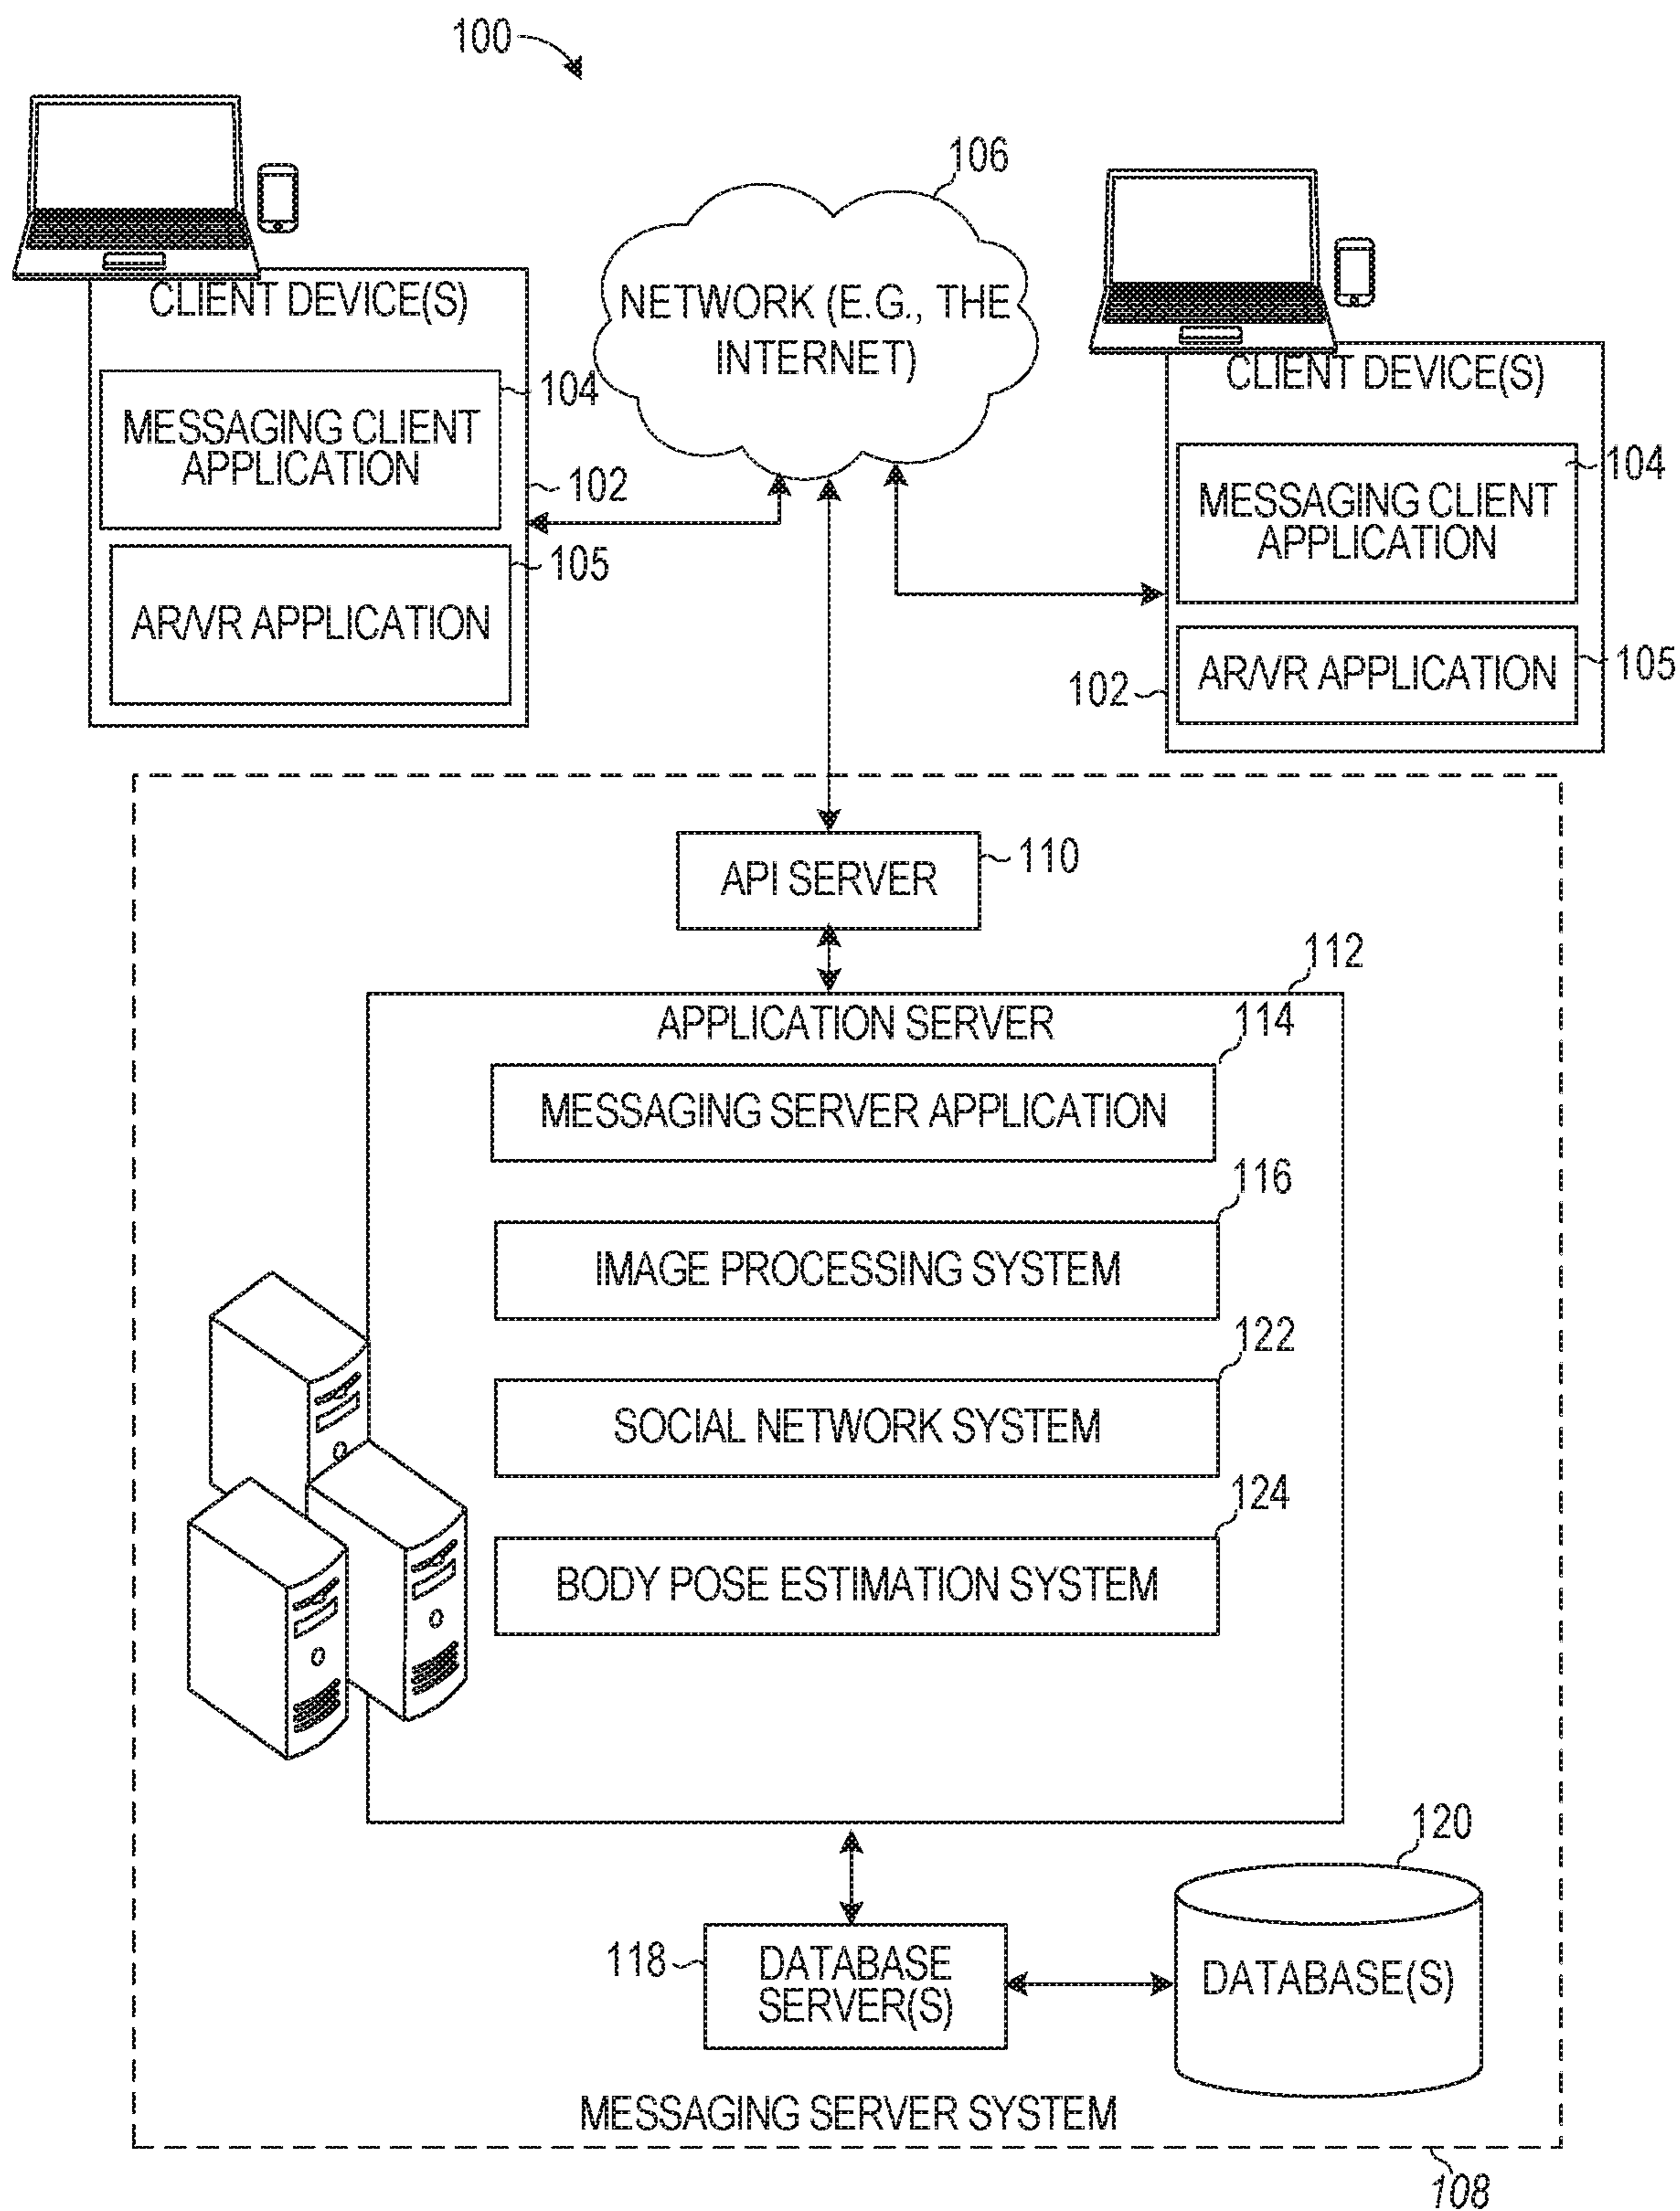 100
106
CLIENT DEVICE(S)
104
MESSAGING CLIENT
APPLICATION
102
105
AR/VR APPLICATION
NETWORK (E.G., THE
INTERNET)
CLIENT DEVICE(S)
104
MESSAGING CLIENT
APPLICATION
105
AR/VR APPLICATION
102
API SERVER
110
112
APPLICATION SERVER
114
MESSAGING SERVER APPLICATION
116
IMAGE PROCESSING SYSTEM
122
SOCIAL NETWORK SYSTEM
124
BODY POSE ESTIMATION SYSTEM
120
118
DATABASE
SERVER(S)
DATABASE(S)
MESSAGING SERVER SYSTEM
108